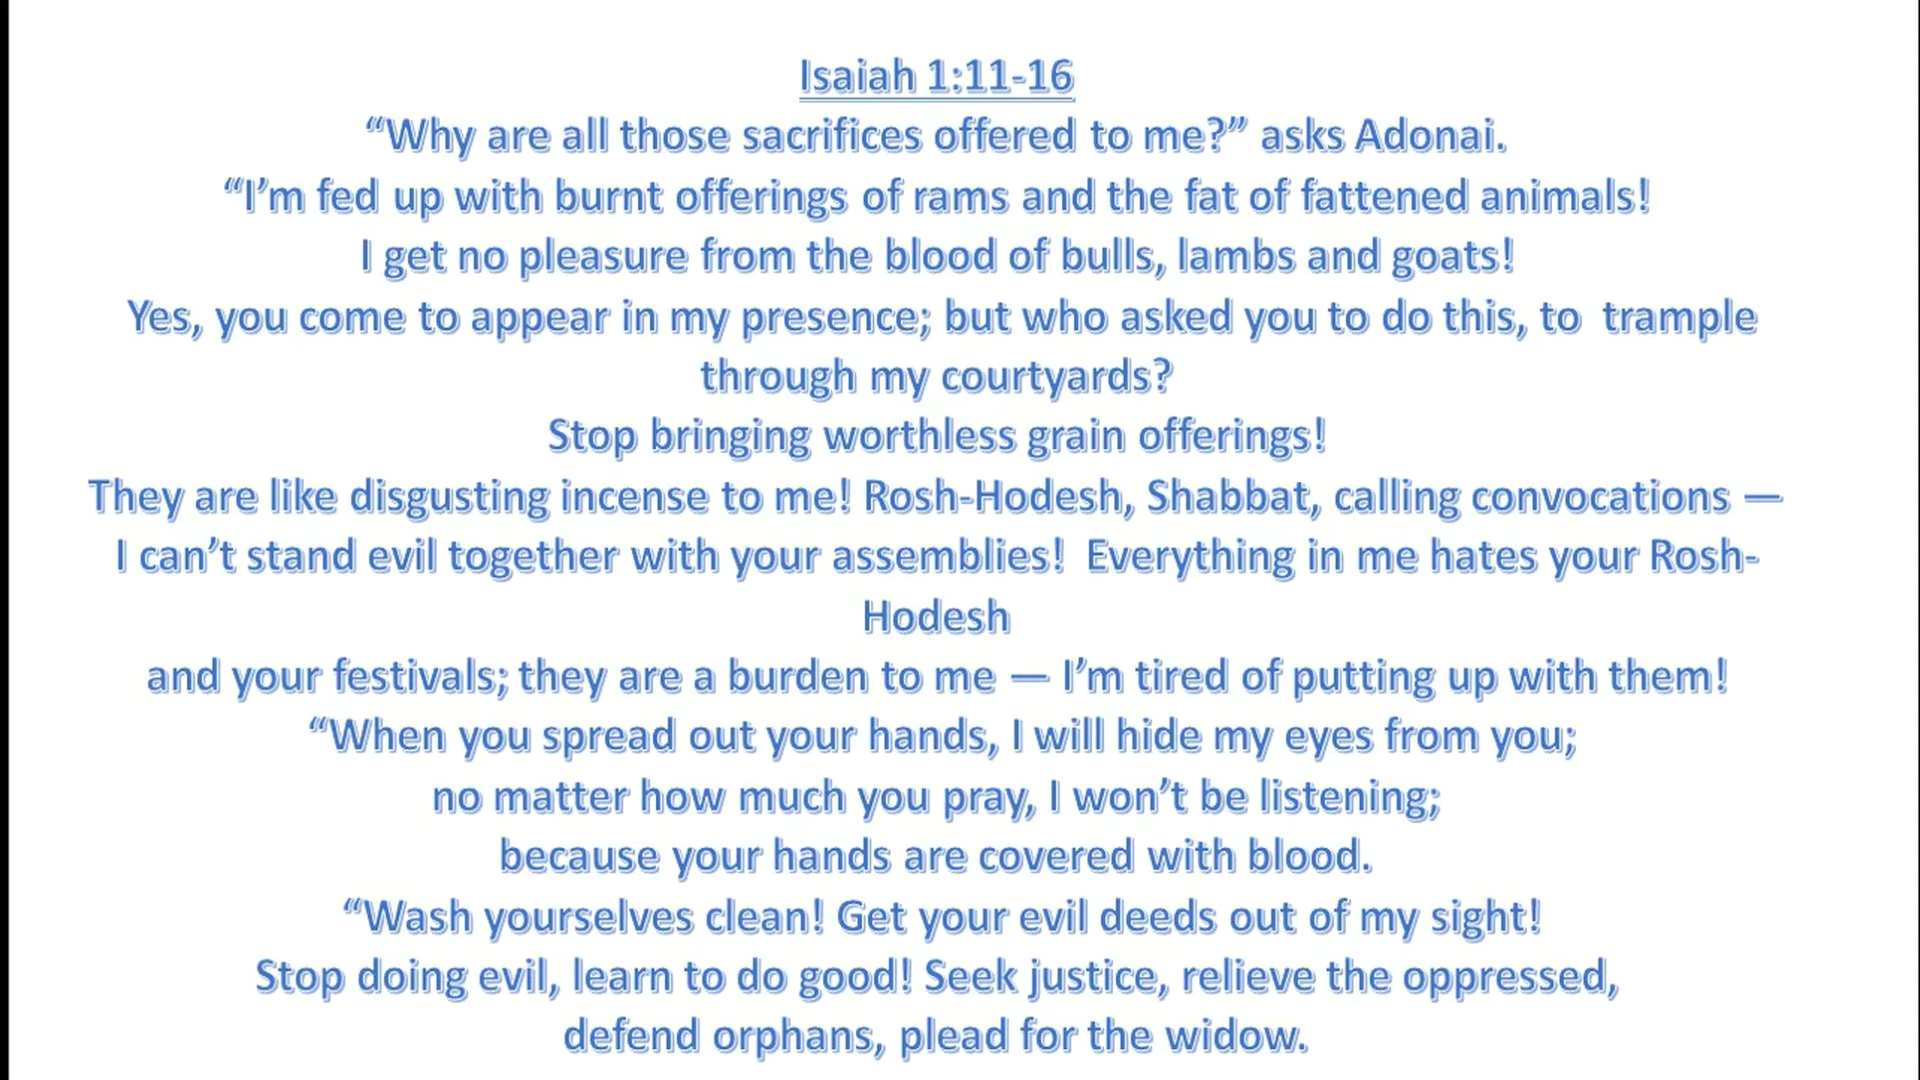 Isaiah 1:11-16
“Why are all those sacrifices offered to me?” asks Adonai.
“I’m fed up with burnt offerings of rams and the fat of fattened animals!
I get no pleasure from the blood of bulls, lambs and goats!
Yes, you come to appear in my presence; but who asked you to do this, to  trample
through my courtyards?
Stop bringing worthless grain offerings!
They are like disgusting incense to me! Rosh-Hodesh, Shabbat, calling convocations —
I can’t stand evil together with your assemblies!  Everything in me hates your Rosh-
Hodesh
and your festivals; they are a burden to me — I’m tired of putting up with them!
“When you spread out your hands, I will hide my eyes from you;
no matter how much you pray, I won’t be listening;
because your hands are covered with blood.
“Wash yourselves clean! Get your evil deeds out of my sight!
Stop doing evil, learn to do good! Seek justice, relieve the oppressed,
defend orphans, plead for the widow.